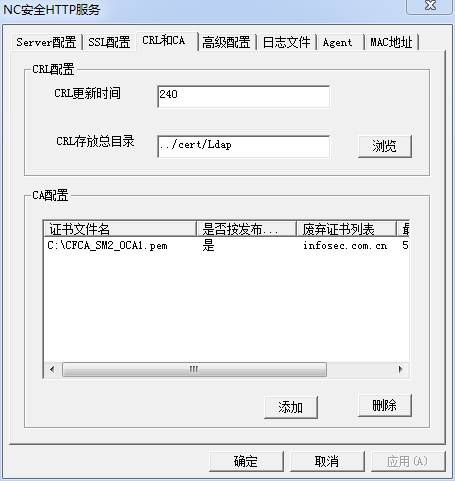 NC安全HTTP服务
Server配置 SSL配置 CRL和CA 高级配置 日志文件 Agent MAC地址
CRL配置
CRL更新时间 240
CRL存放总目录 ../cert/Ldap 浏览
CA配置
证书文件名 是否按发布... 废弃证书列表 最
C:\CFCA_SM2_OCA1.pem 是 infosec.com.cn 5
添加 删除
确定 取消 应用(A)